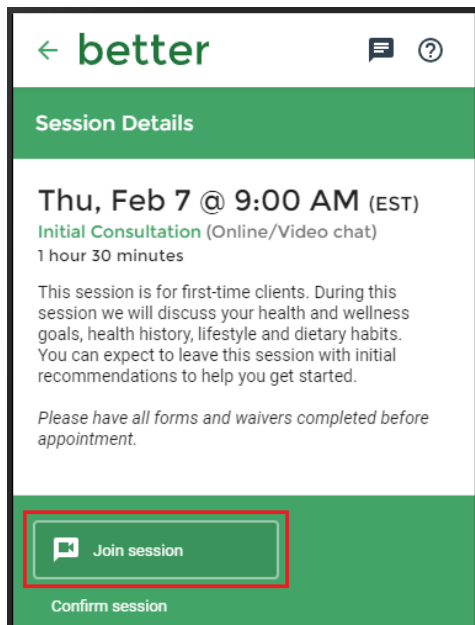 better
Session Details
Thu, Feb 7 @ 9:00 AM (EST)
Initial Consultation (Online/Video chat)
1 hour 30 minutes
This session is for first-time clients. During this
session we will discuss your health and wellness
goals, health history, lifestyle and dietary habits.
You can expect to leave this session with initial
recommendations to help you get started.
Please have all forms and waivers completed before
appointment.
Join session
Confirm session